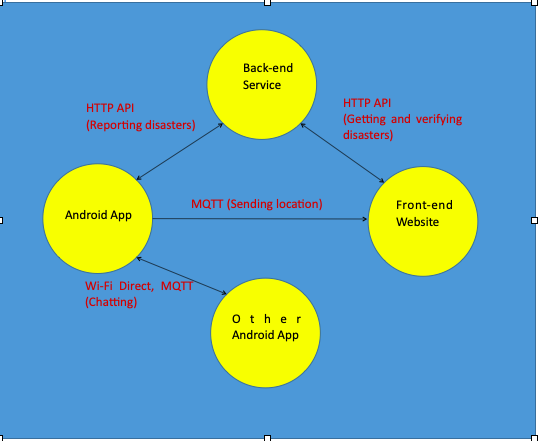 Back-end
Service
HTTP API
(Reporting disasters)
HTTP API
(Getting and verifying
disasters)
Android App
MQTT (Sending location)
Front-end
Website
Wi-Fi Direct, MQTT
(Chatting)
Other
Android App